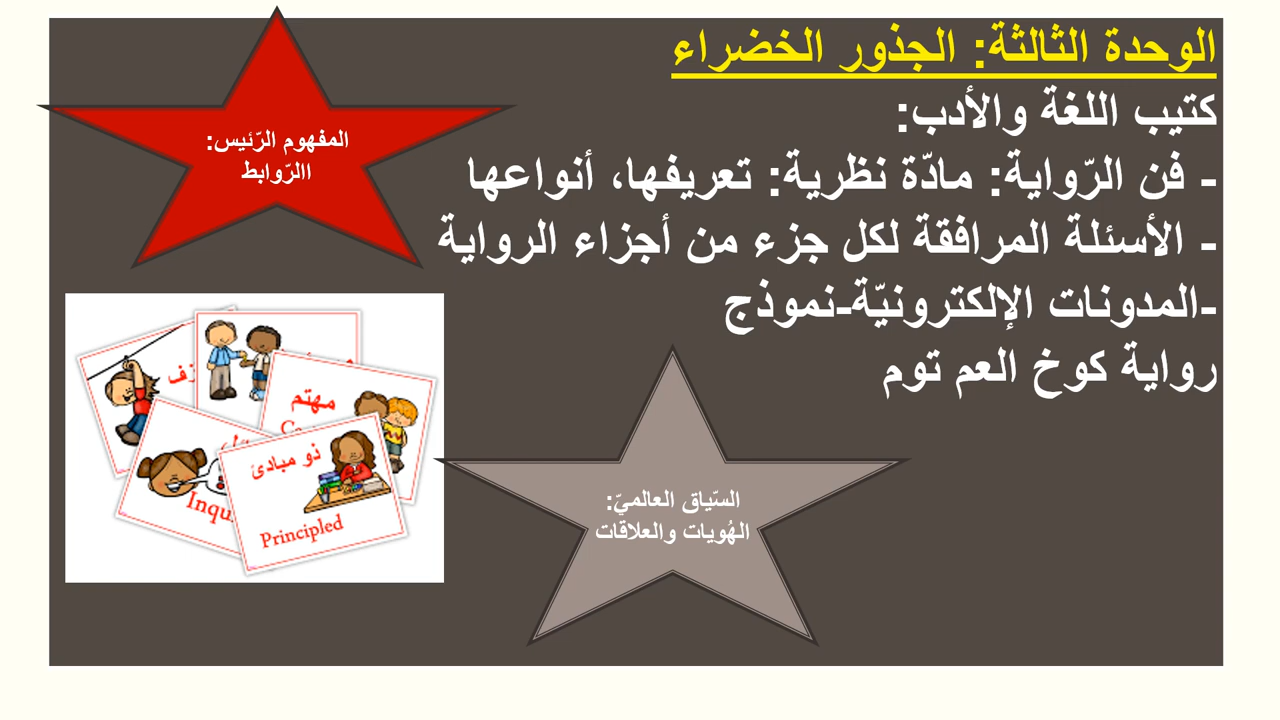 الوحدة الثالثة: الجذور الخضراء
كتيب اللغة والأدب:
- فن الرّواية: مادّة نظرية: تعريفها، أنواعها
- الأسئلة المرافقة لكل جزء من أجزاء الرواية
-المدونات الإلكترونيّة-نموذج
رواية كوخ العم توم
المفهوم الرّئيس:
االرّوابط
مهتم
ذو مبادئ
Principled
السّياق العالميّ:
الهُويات والعلاقات